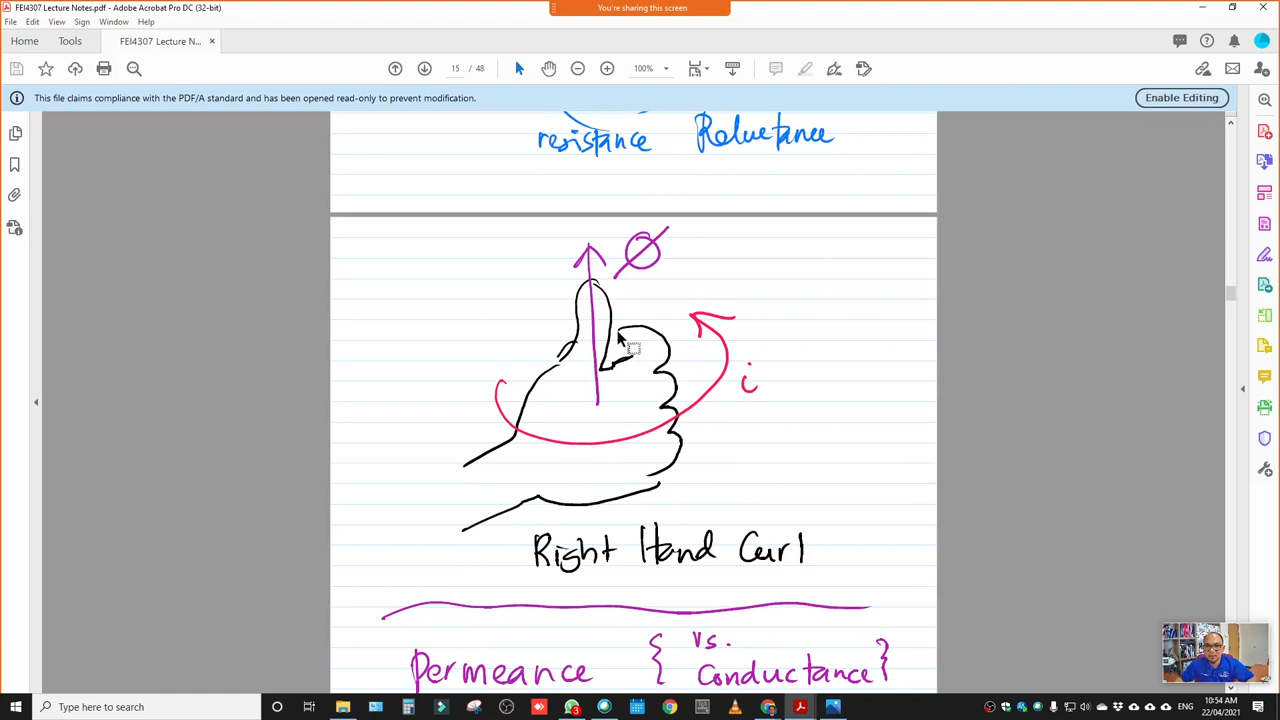 FEI4307 Lecture Notes.pdf - Adobe Acrobat Pro DC (32-bit)
You're sharing this screen
File Edit View Sign Window Help
Home Tools FEI4307 Lecture N... ×
15 / 48 100%
This file claims compliance with the PDF/A standard and has been opened read-only to prevent modification.
Enable Editing
resistance Reluctance
Ø
i
Right Hand Curl
vs.
Permeance { Conductance }
Type here to search
3
ENG
10:54 AM
22/04/2021